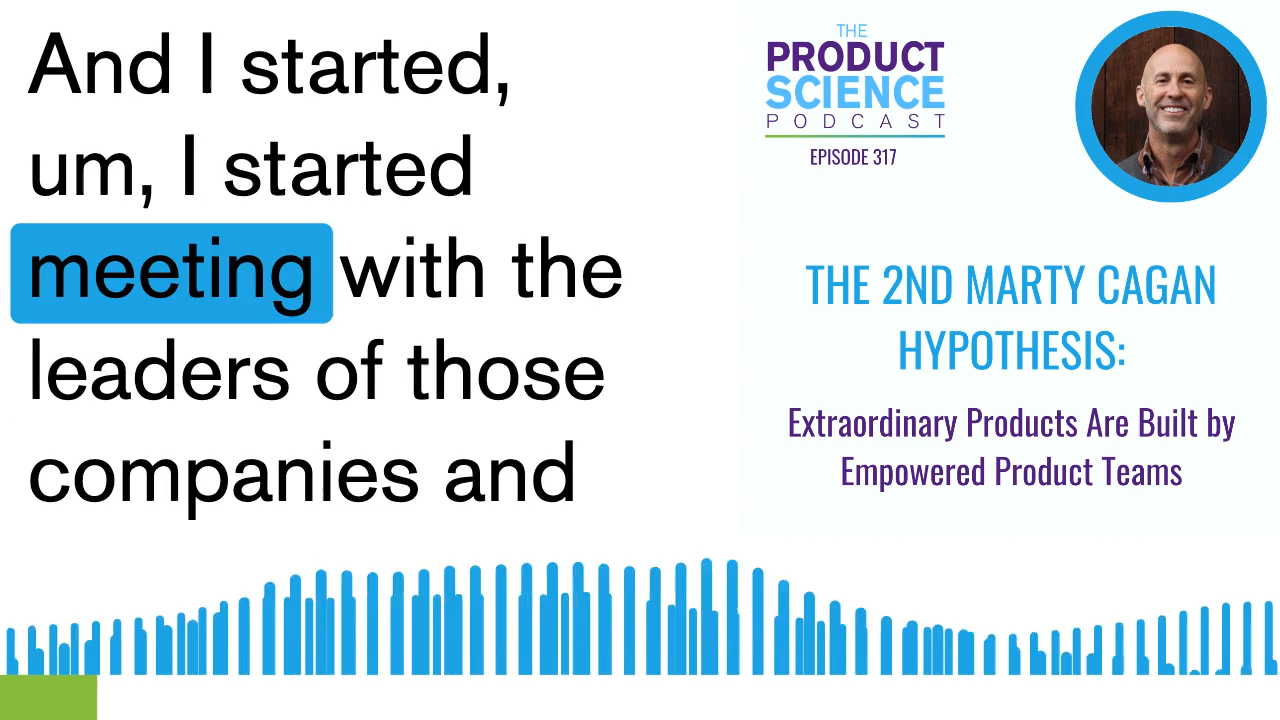 And I started,
um, I started
meeting with the
leaders of those
companies and
THE
PRODUCT
SCIENCE
PODCAST
EPISODE 317
THE 2ND MARTY CAGAN
HYPOTHESIS:
Extraordinary Products Are Built by
Empowered Product Teams